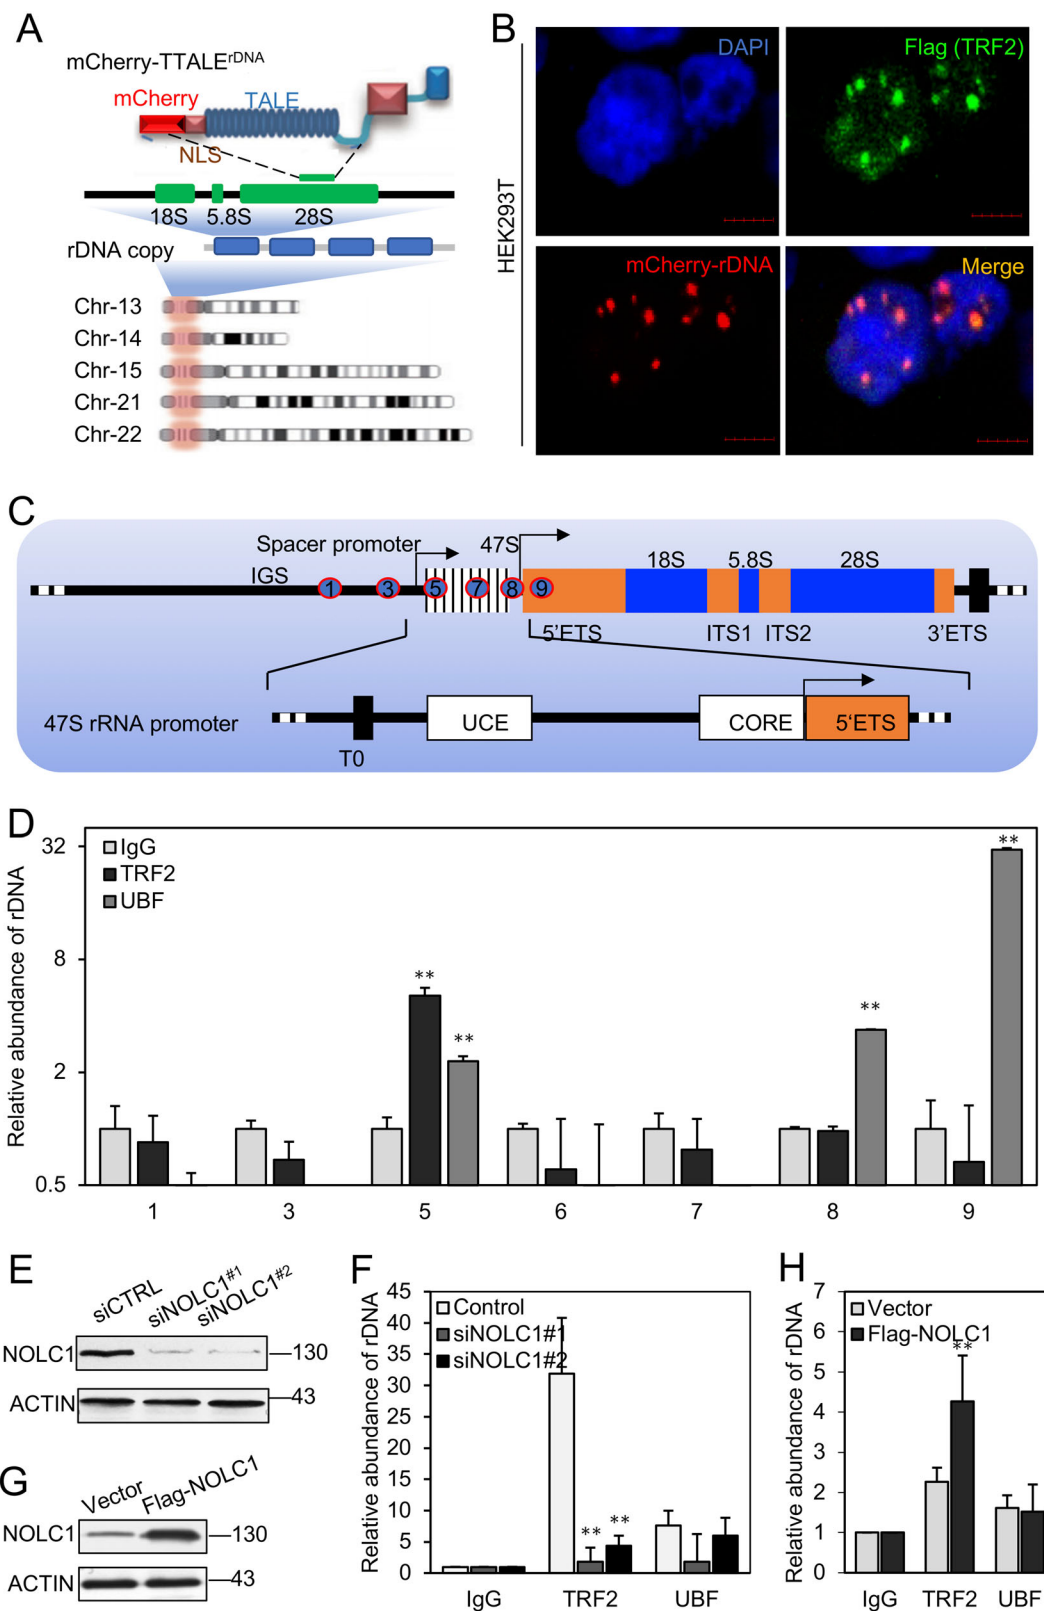 A
mCherry-TTALE^rDNA
mCherry
TALE
NLS
18S 5.8S 28S
rDNA copy
Chr-13
Chr-14
Chr-15
Chr-21
Chr-22
B
HEK293T
DAPI
Flag (TRF2)
mCherry-rDNA
Merge
C
Spacer promoter
47S
IGS
18S 5.8S 28S
1 3 5 7 8 9
5'ETS ITS1 ITS2 3'ETS
47S rRNA promoter
UCE CORE 5'ETS
T0
D
Relative abundance of rDNA
32
8
2
0.5
IgG
TRF2
UBF
**
**
**
**
1 3 5 6 7 8 9
E
siCTRL
siNOLC1#1
siNOLC1#2
NOLC1 130
ACTIN 43
F
Relative abundance of rDNA
45
40
35
30
25
20
15
10
5
0
Control
siNOLC1#1
siNOLC1#2
** **
IgG TRF2 UBF
G
Vector
Flag-NOLC1
NOLC1 130
ACTIN 43
H
Relative abundance of rDNA
7
6
5
4
3
2
1
0
Vector
Flag-NOLC1
**
IgG TRF2 UBF